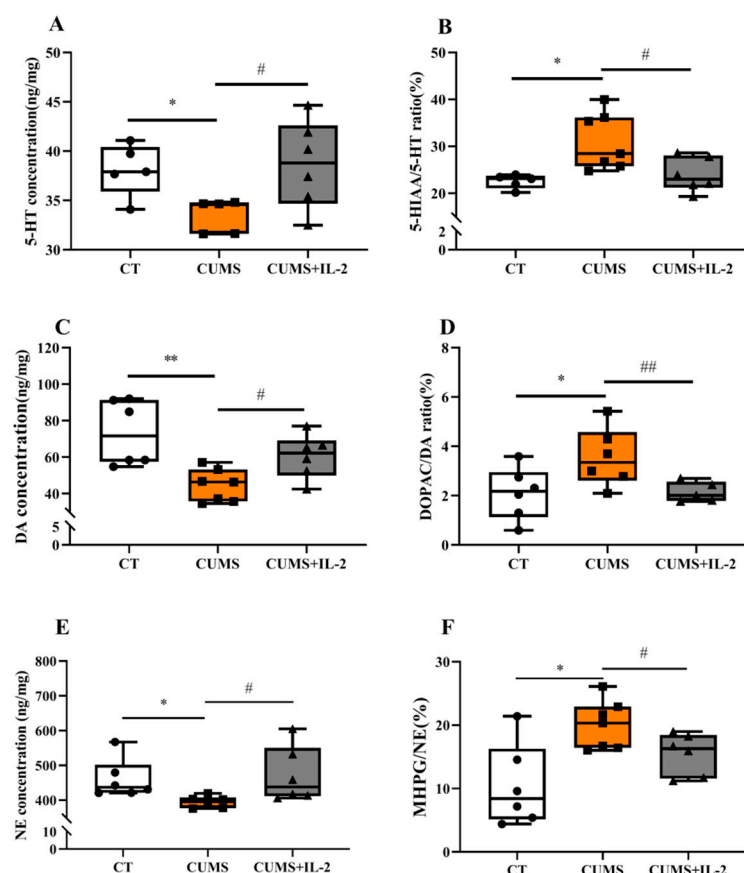 A
5-HT concentration(ng/mg)
50
45
40
35
30
*
#
CT
CUMS
CUMS+IL-2
B
5-HIAA/5-HT ratio(%)
50
40
30
20
2
0
*
#
CT
CUMS
CUMS+IL-2
C
DA concentration(ng/mg)
120
100
80
60
40
5
0
**
#
CT
CUMS
CUMS+IL-2
D
DOPAC/DA ratio(%)
8
6
4
2
0
*
##
CT
CUMS
CUMS+IL-2
E
NE concentration (ng/mg)
800
700
600
500
400
10
0
*
#
CT
CUMS
CUMS+IL-2
F
MHPG/NE(%)
30
20
10
0
*
#
CT
CUMS
CUMS+IL-2